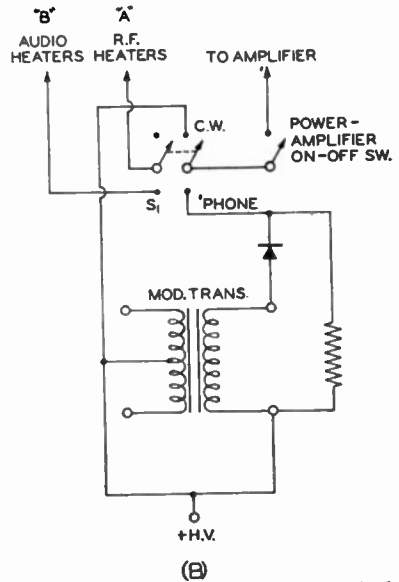 "B"
AUDIO
HEATERS
"A"
R.F.
HEATERS
TO AMPLIFIER
C.W.
POWER-
AMPLIFIER
ON-OFF SW.
S1
'PHONE
MOD. TRANS.
+H.V.
(B)